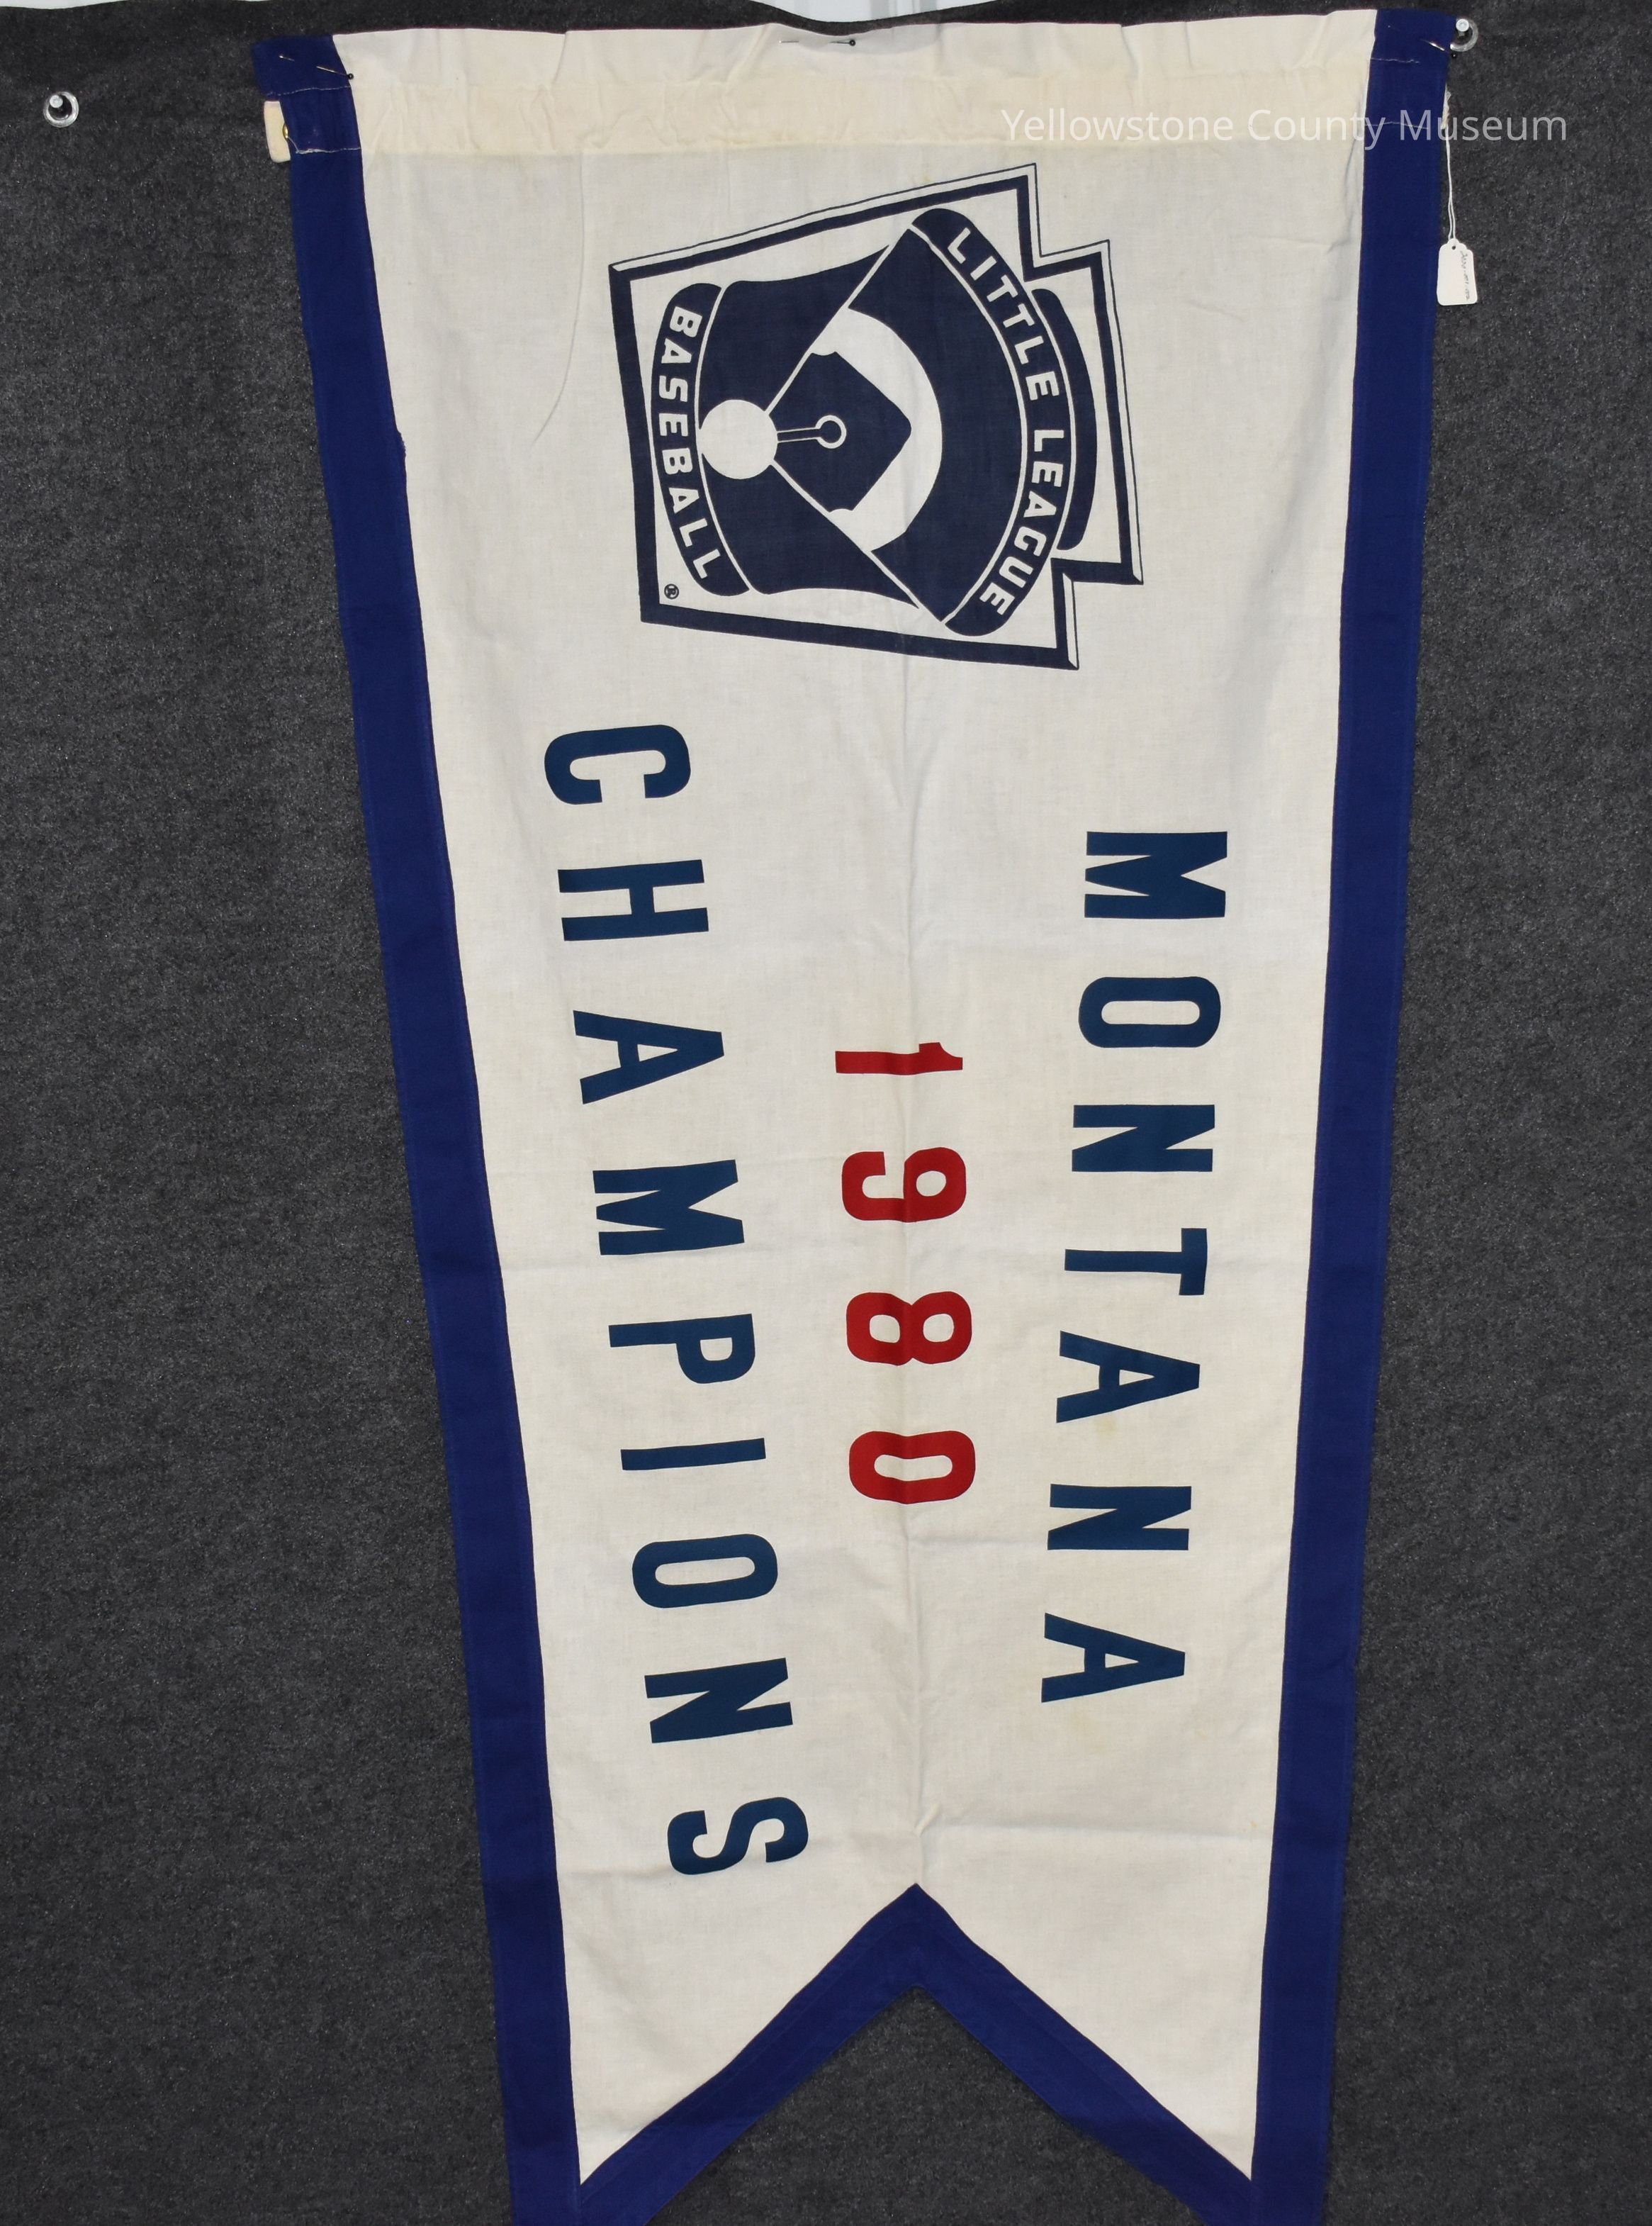 Yellowstone County Museum
LITTLE LEAGUE
BASEBALL
®
MONTANA
1980
CHAMPIONS